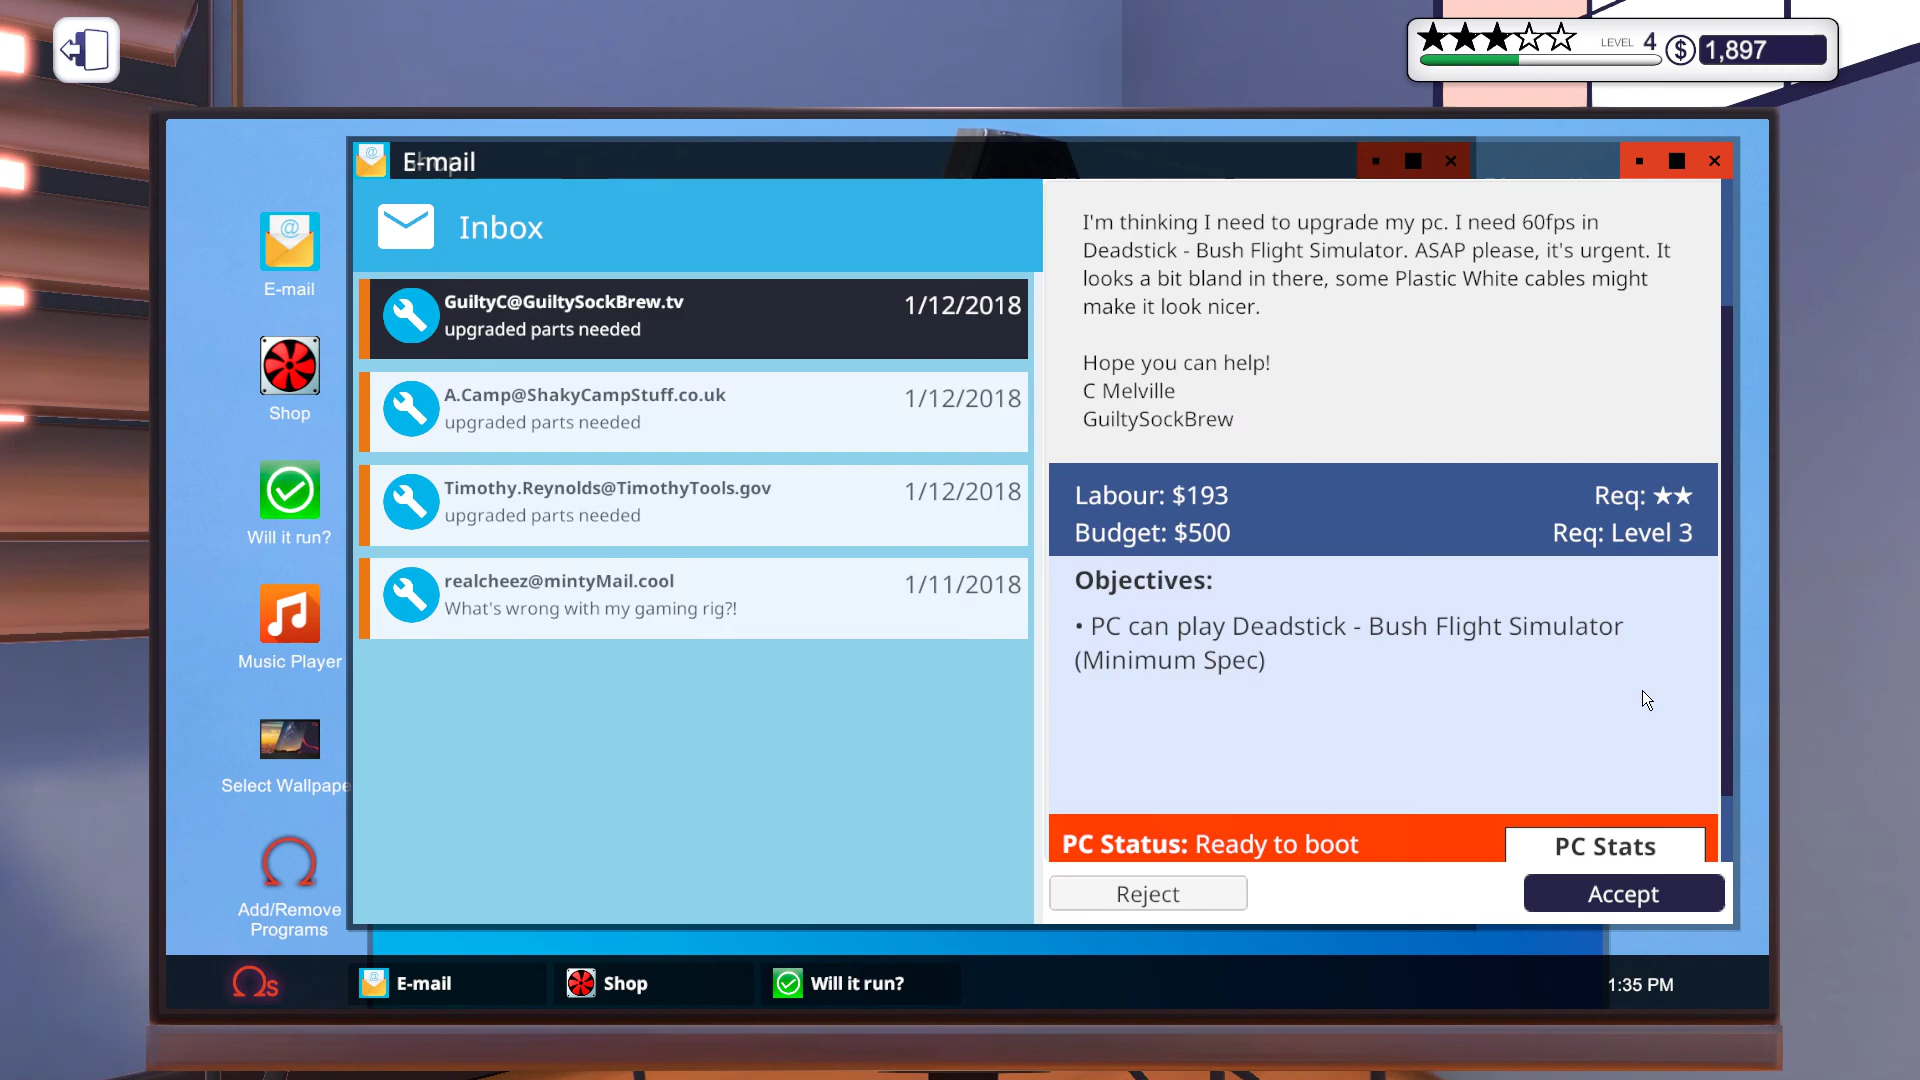 LEVEL 4 $ 1,897
E-mail
Inbox
GuiltyC@GuiltySockBrew.tv 1/12/2018
upgraded parts needed
A.Camp@ShakyCampStuff.co.uk 1/12/2018
upgraded parts needed
Timothy.Reynolds@TimothyTools.gov 1/12/2018
upgraded parts needed
realcheez@mintyMail.cool 1/11/2018
What's wrong with my gaming rig?!
I'm thinking I need to upgrade my pc. I need 60fps in
Deadstick - Bush Flight Simulator. ASAP please, it's urgent. It
looks a bit bland in there, some Plastic White cables might
make it look nicer.
Hope you can help!
C Melville
GuiltySockBrew
Labour: $193 Req: ★★
Budget: $500 Req: Level 3
Objectives:
• PC can play Deadstick - Bush Flight Simulator
(Minimum Spec)
PC Status: Ready to boot PC Stats
Reject Accept
E-mail
Shop
Will it run?
Music Player
Select Wallpape
Add/Remove
Programs
Ωs E-mail Shop Will it run? 1:35 PM